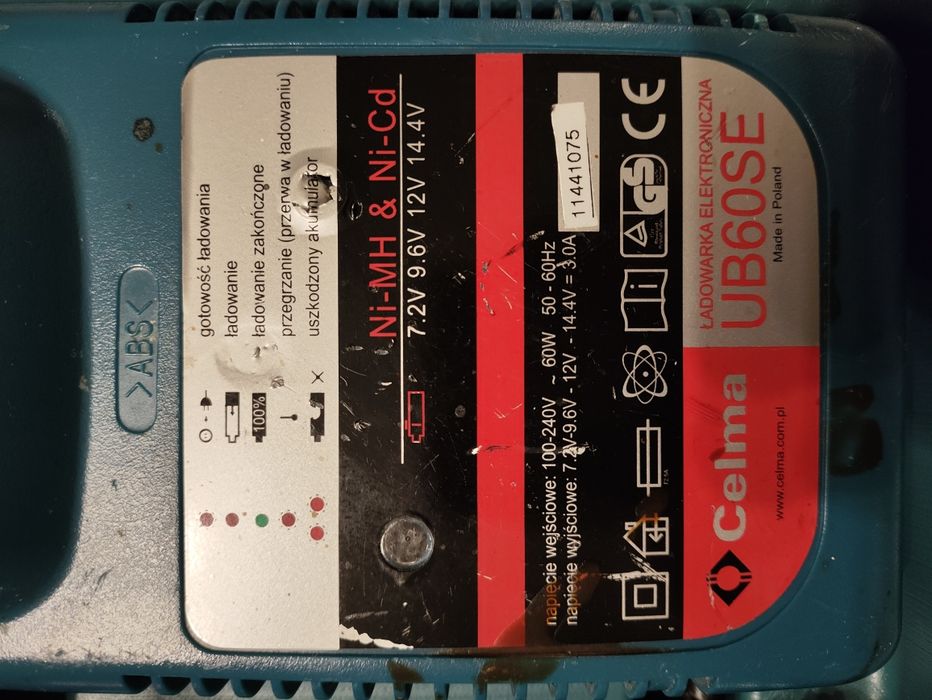 >ABS<
gotowość ładowania
ładowanie
100% ładowanie zakończone
przegrzanie (przerwa w ładowaniu)
uszkodzony akumulator
Ni-MH & Ni-Cd
7.2V 9.6V 12V 14.4V
napięcie wejściowe: 100-240V ~ 60W 50 - 60Hz
napięcie wyjściowe: 7.2V-9.6V - 12V - 14.4V = 3.0A
11441075
GS CE
Celma
www.celma.com.pl
ŁADOWARKA ELEKTRONICZNA
UB60SE
Made in Poland